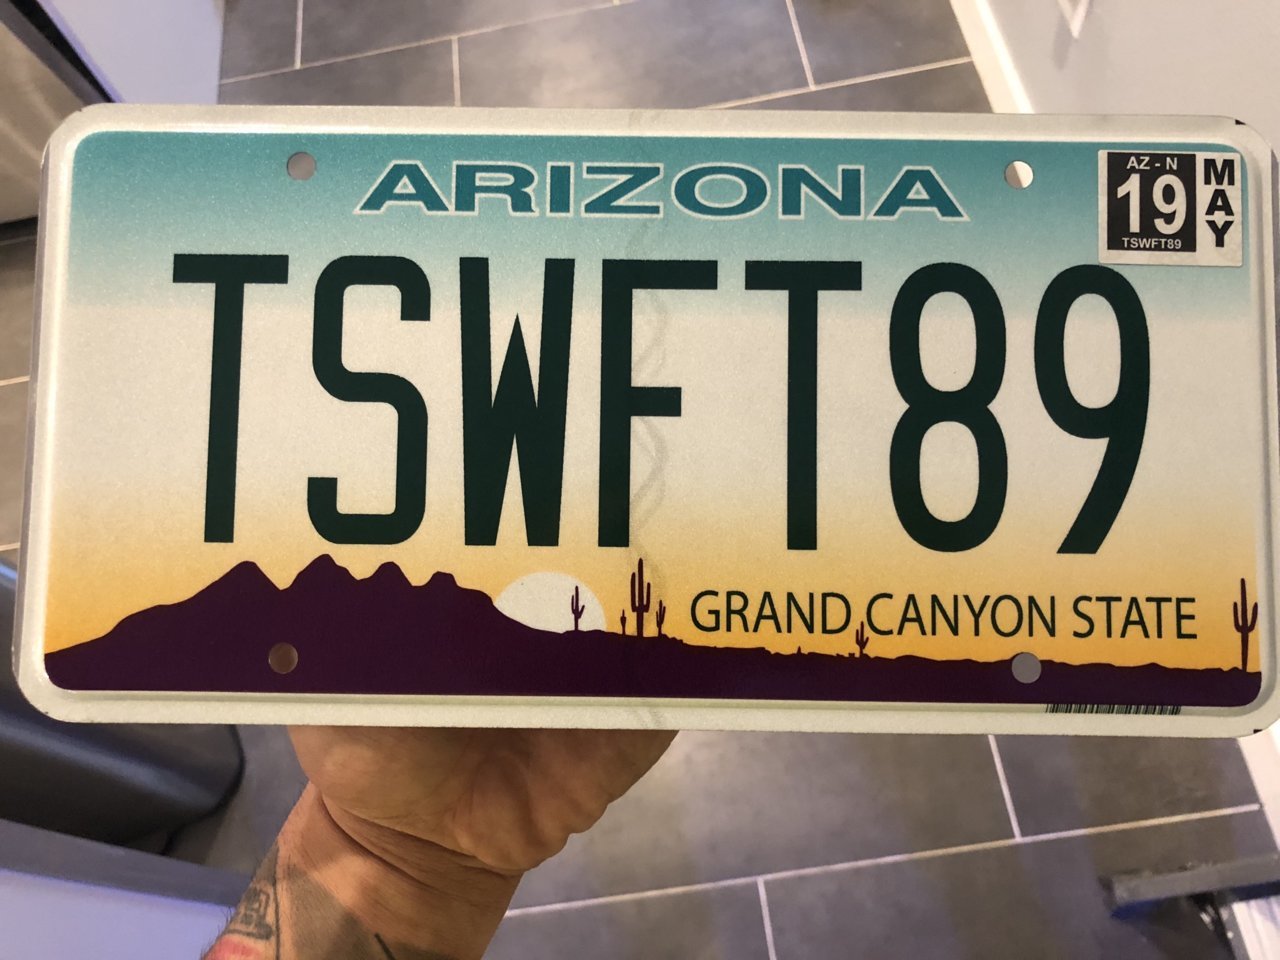 ARIZONA
AZ - N
19
TSWFT89
MAY
TSWFT89
GRAND CANYON STATE